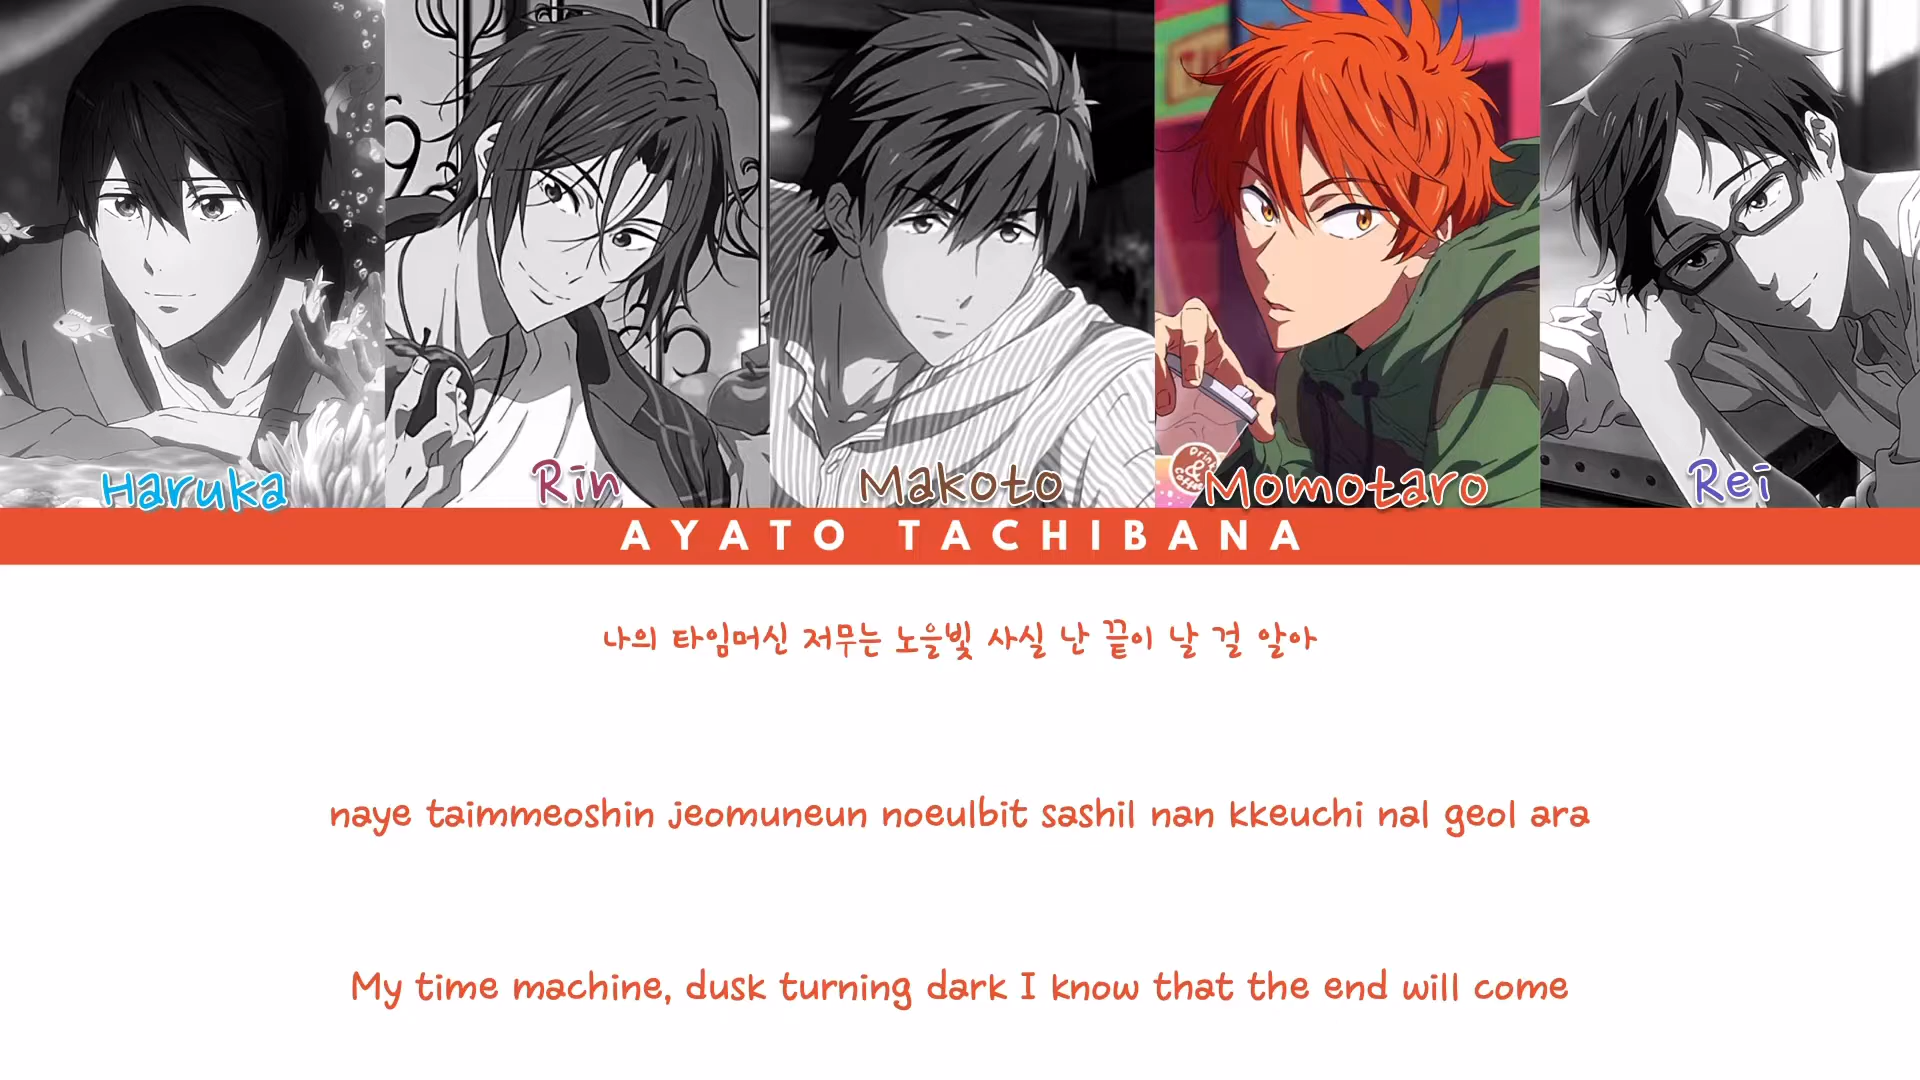 Drink
&
Coffee
Haruka
Rin
Makoto
Momotaro
Rei
AYATO TACHIBANA
나의 타임머신 저무는 노을빛 사실 난 끝이 날 걸 알아
naye taimmeoshin jeomuneun noeulbit sashil nan kkeuchi nal geol ara
My time machine, dusk turning dark I know that the end will come